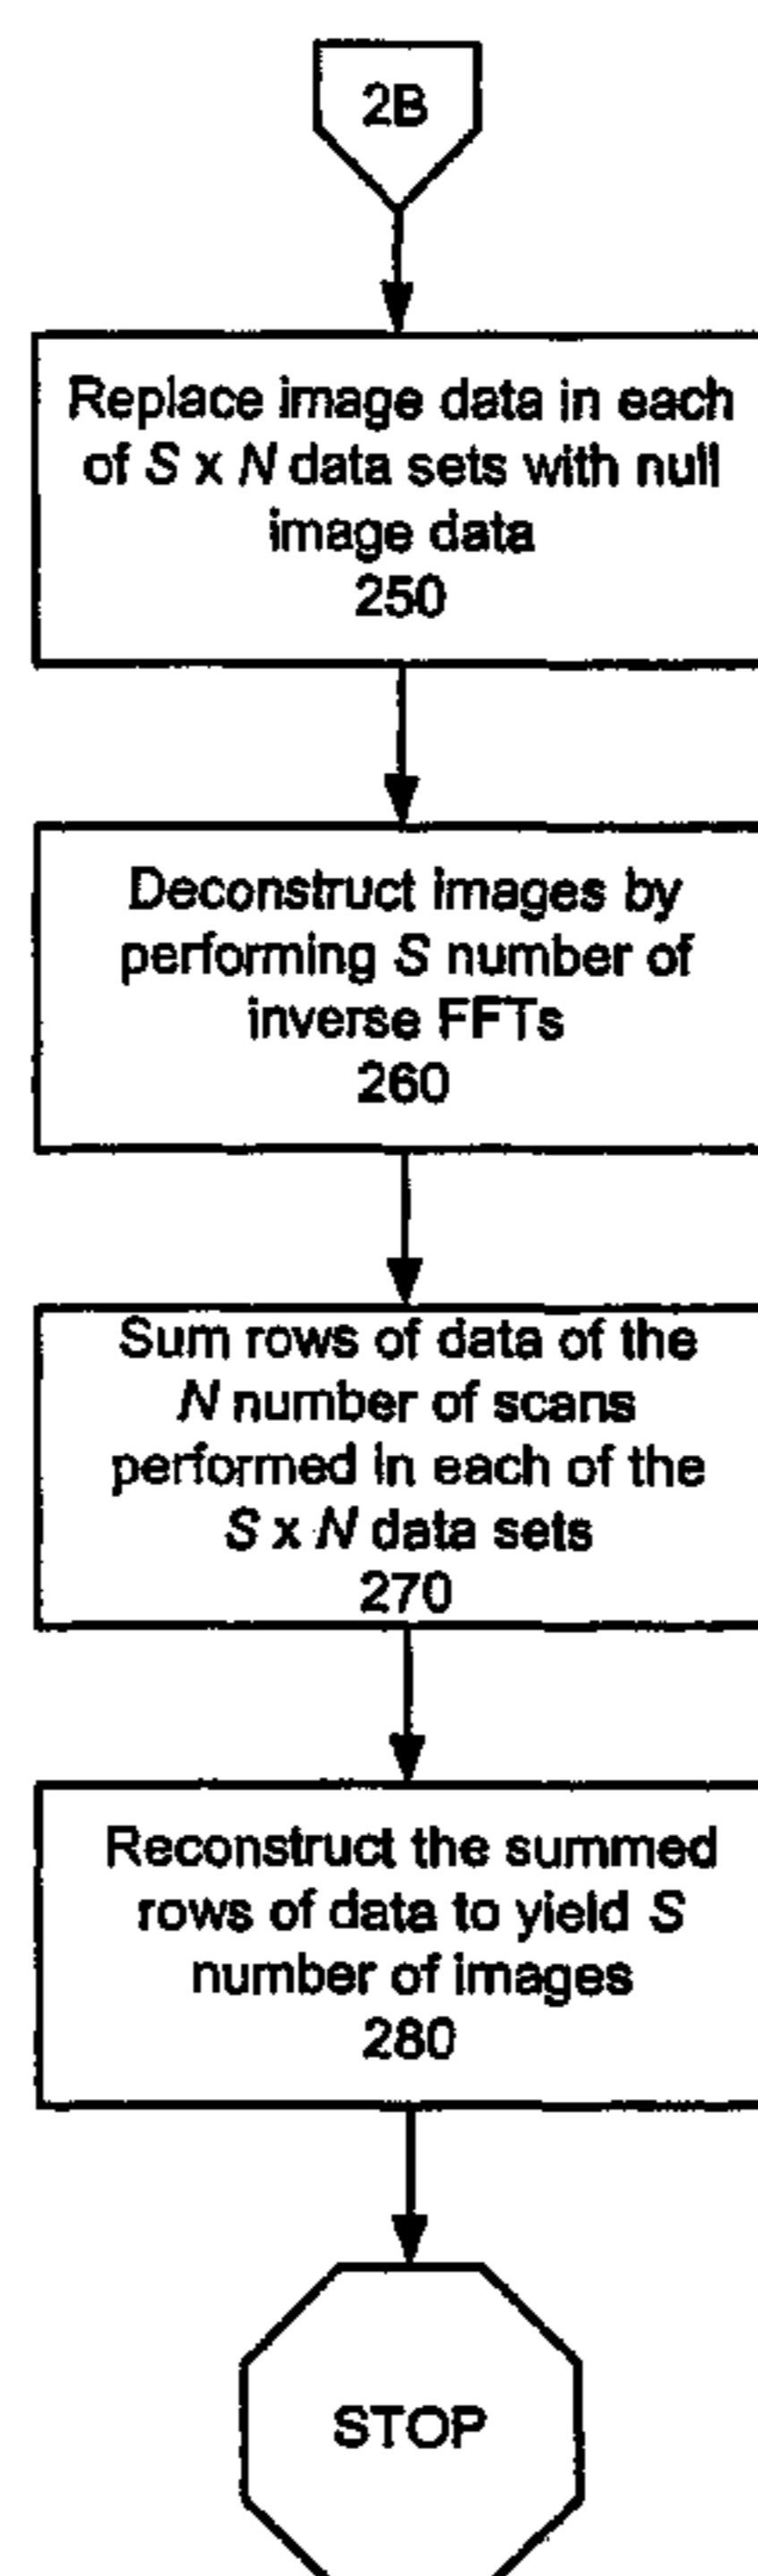 2B
Replace image data in each
of S x N data sets with null
image data
250
Deconstruct images by
performing S number of
inverse FFTs
260
Sum rows of data of the
N number of scans
performed in each of the
S x N data sets
270
Reconstruct the summed
rows of data to yield S
number of images
280
STOP